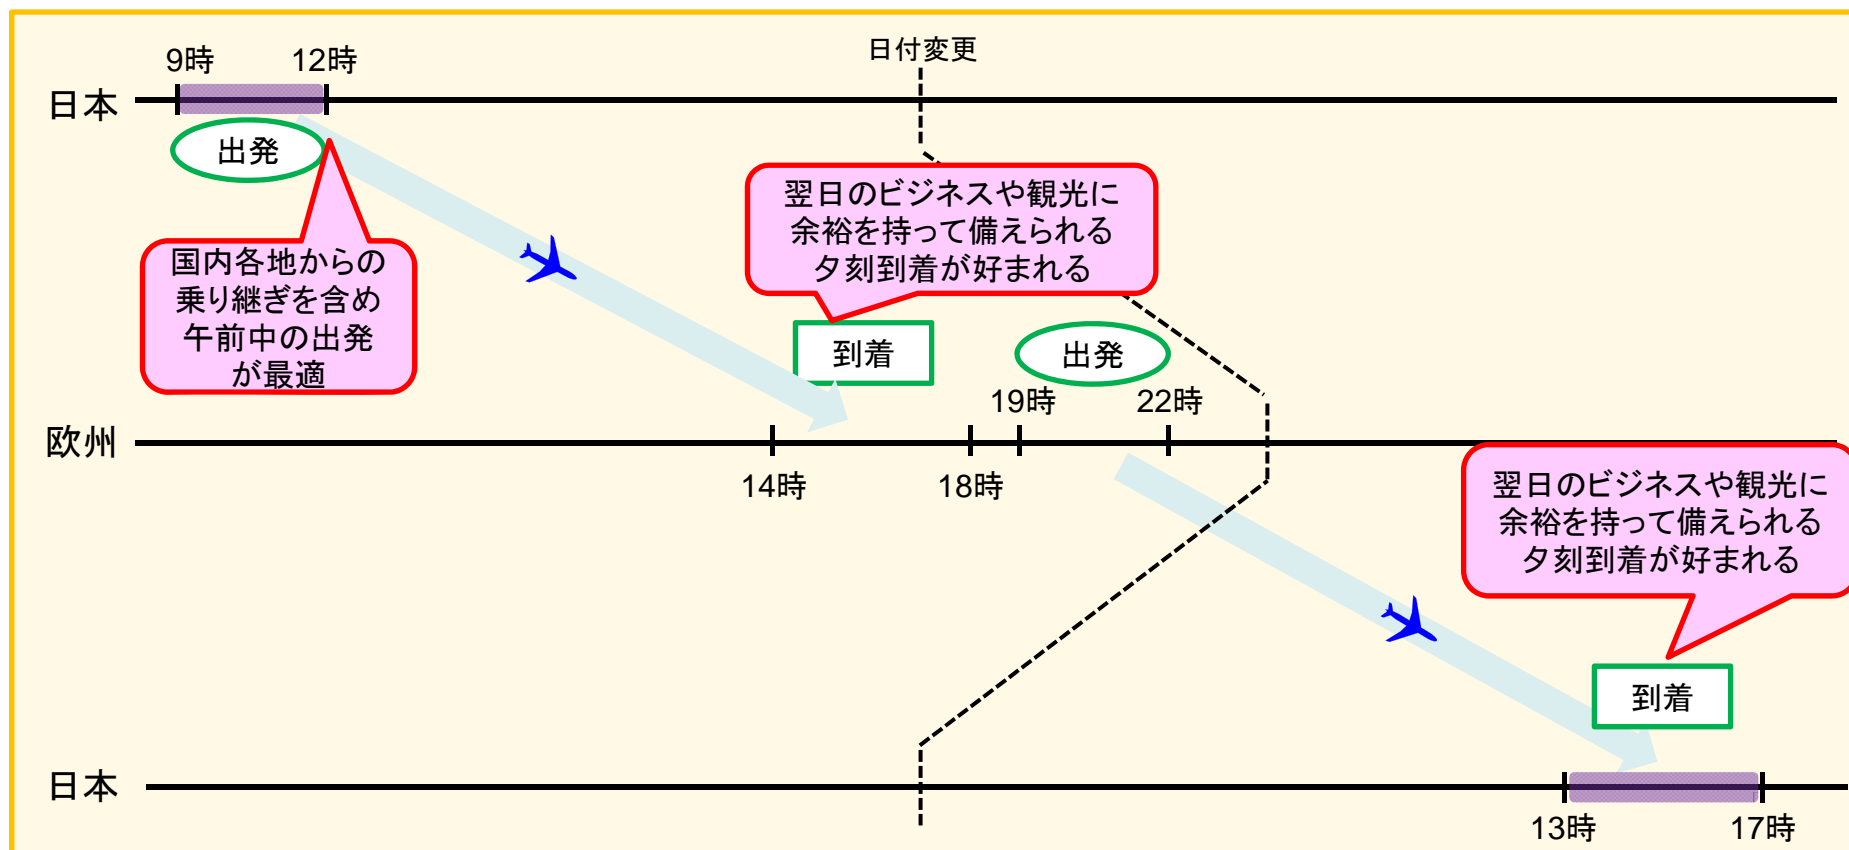 9時
12時
日付変更
日本
出発
国内各地からの
乗り継ぎを含め
午前中の出発
が最適
翌日のビジネスや観光に
余裕を持って備えられる
夕刻到着が好まれる
到着
出発
19時
22時
欧州
14時
18時
翌日のビジネスや観光に
余裕を持って備えられる
夕刻到着が好まれる
到着
日本
13時
17時